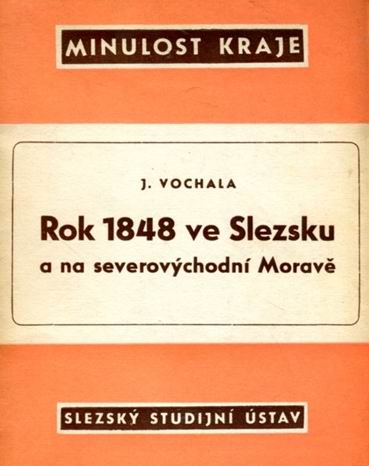 MINULOST KRAJE
J. VOCHALA
Rok 1848 ve Slezsku
a na severovýchodní Moravě
SLEZSKÝ STUDIJNÍ ÚSTAV